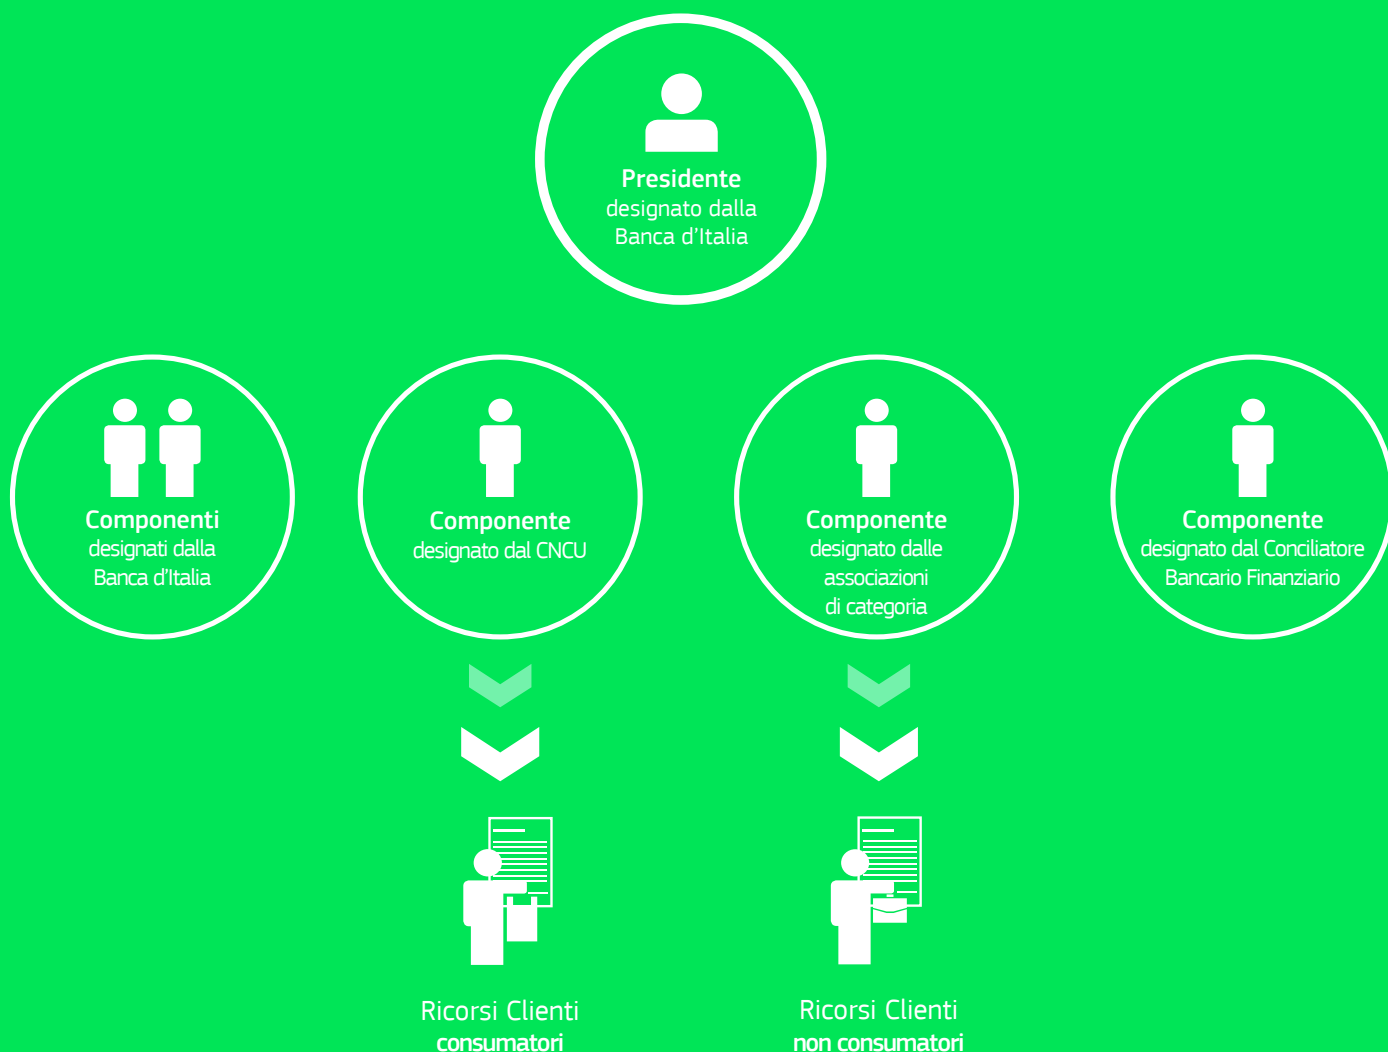 Presidente
designato dalla
Banca d'Italia
Componenti
designati dalla
Banca d'Italia
Componente
designato dal CNCU
Componente
designato dalle
associazioni
di categoria
Componente
designato dal Conciliatore
Bancario Finanziario
Ricorsi Clienti
consumatori
Ricorsi Clienti
non consumatori